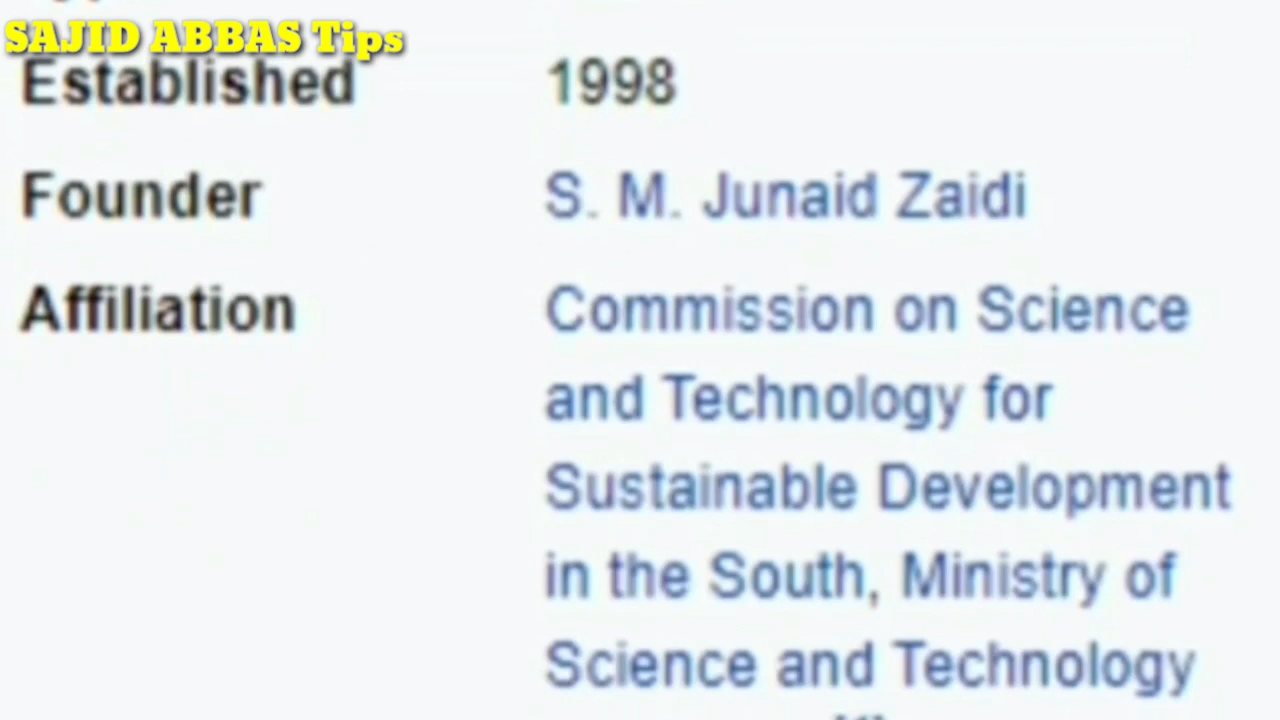 SAJID ABBAS Tips
Established 1998
Founder S. M. Junaid Zaidi
Affiliation Commission on Science
and Technology for
Sustainable Development
in the South, Ministry of
Science and Technology